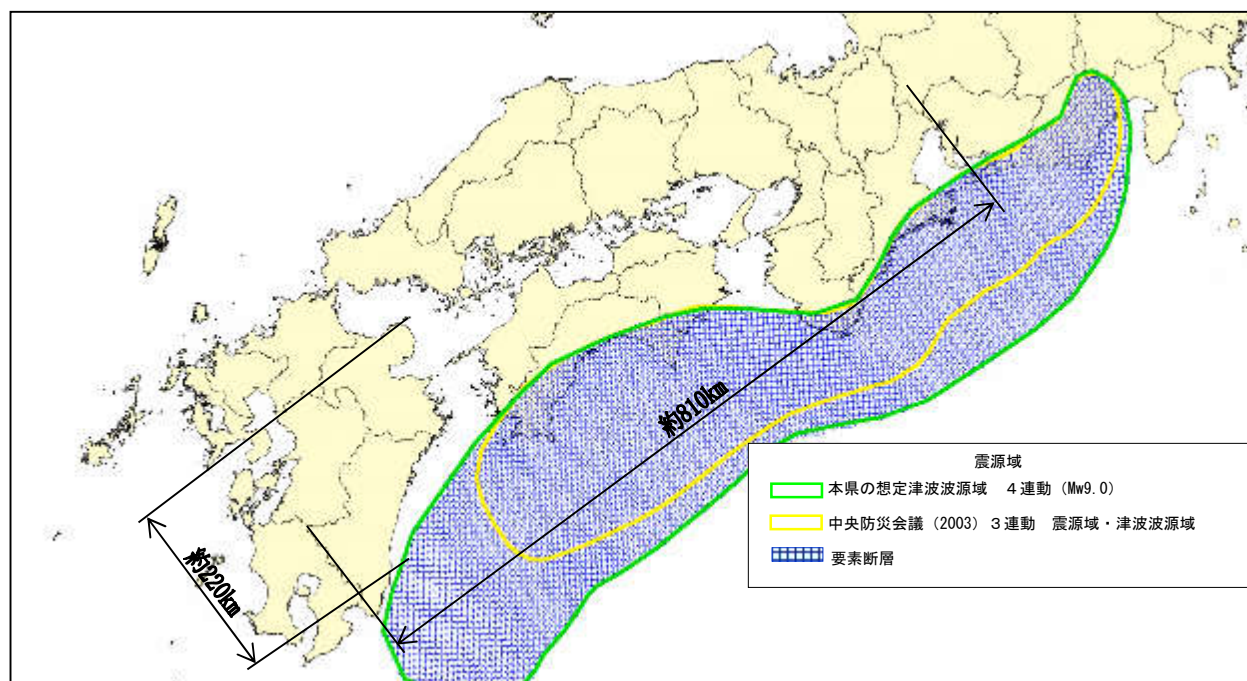 約810km
約220km
震源域
本県の想定津波波源域　４連動（Mw9.0）
中央防災会議（2003）３連動　震源域・津波波源域
要素断層